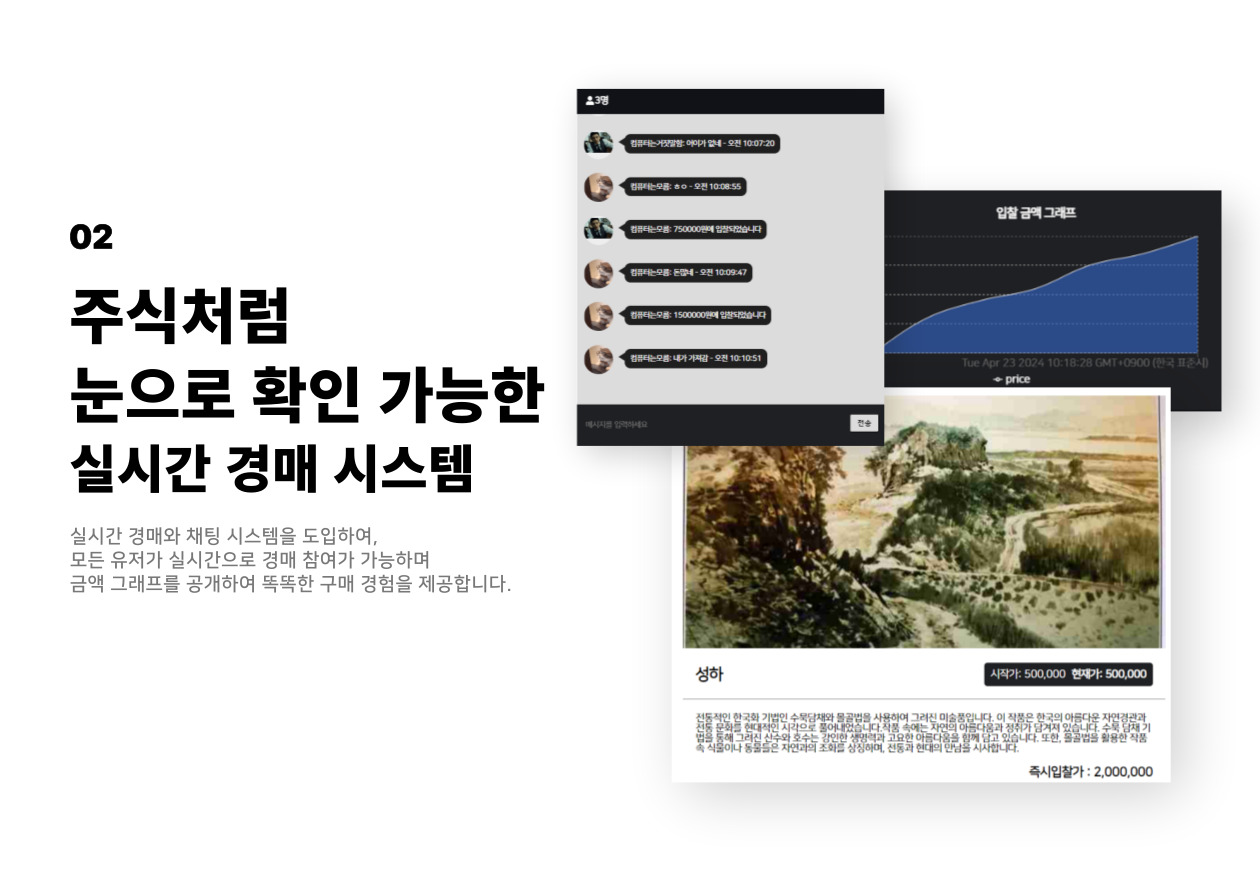 02
주식처럼
눈으로 확인 가능한
실시간 경매 시스템
실시간 경매와 채팅 시스템을 도입하여,
모든 유저가 실시간으로 경매 참여가 가능하며
금액 그래프를 공개하여 똑똑한 구매 경험을 제공합니다.
3명
컴퓨터는거짓말함: 아이가 없네 - 오전 10:07:20
컴퓨터는모름: ㅎㅇ - 오전 10:08:55
컴퓨터는모름: 750000원에 입찰되었습니다
컴퓨터는모름: 돈많네 - 오전 10:09:47
컴퓨터는모름: 1500000원에 입찰되었습니다
컴퓨터는모름: 내가 가져감 - 오전 10:10:51
메시지를 입력하세요
전송
입찰 금액 그래프
Tue Apr 23 2024 10:18:28 GMT+0900 (한국 표준시)
price
성하
시작가: 500,000 현재가: 500,000
전통적인 한국화 기법인 수묵담채와 몰골법을 사용하여 그려진 미술품입니다. 이 작품은 한국의 아름다운 자연경관과
전통 문화를 현대적인 시각으로 풀어내었습니다.작품 속에는 자연의 아름다움과 정취가 담겨져 있습니다. 수묵 담채 기
법을 통해 그려진 산수와 호수는 강인한 생명력과 고요한 아름다움을 함께 담고 있습니다. 또한, 몰골법을 활용한 작품
속 식물이나 동물들은 자연과의 조화를 상징하며, 전통과 현대의 만남을 시사합니다.
즉시입찰가 : 2,000,000